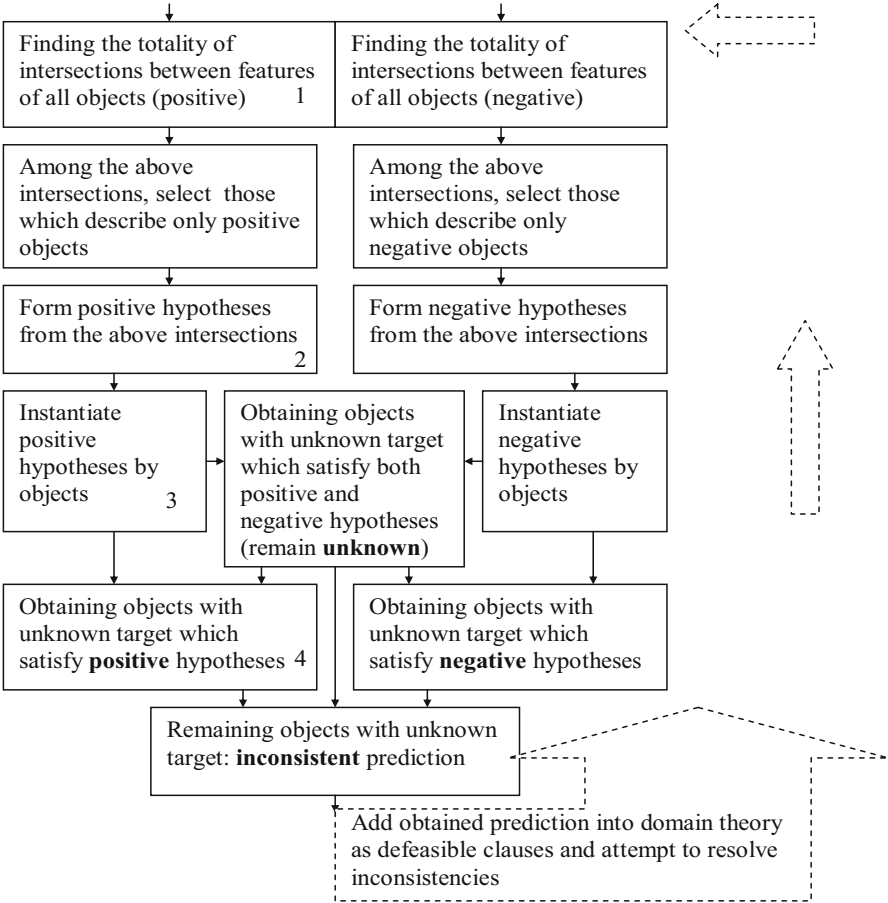 Finding the totality of
intersections between features
of all objects (positive) 1
Finding the totality of
intersections between features
of all objects (negative)
Among the above
intersections, select those
which describe only positive
objects
Among the above
intersections, select those
which describe only
negative objects
Form positive hypotheses
from the above intersections
2
Form negative hypotheses
from the above intersections
Instantiate
positive
hypotheses by
objects
3
Obtaining objects
with unknown target
which satisfy both
positive and
negative hypotheses
(remain unknown)
Instantiate
negative
hypotheses by
objects
Obtaining objects with
unknown target which
satisfy positive hypotheses 4
Obtaining objects with
unknown target which
satisfy negative hypotheses
Remaining objects with unknown
target: inconsistent prediction
Add obtained prediction into domain theory
as defeasible clauses and attempt to resolve
inconsistencies